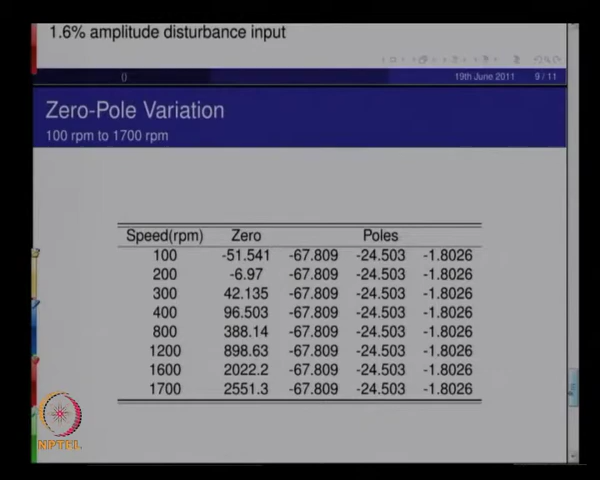 1.6% amplitude disturbance input
()
19th June 2011
9 / 11
Zero-Pole Variation
100 rpm to 1700 rpm
Speed(rpm) Zero Poles
100 -51.541 -67.809 -24.503 -1.8026
200 -6.97 -67.809 -24.503 -1.8026
300 42.135 -67.809 -24.503 -1.8026
400 96.503 -67.809 -24.503 -1.8026
800 388.14 -67.809 -24.503 -1.8026
1200 898.63 -67.809 -24.503 -1.8026
1600 2022.2 -67.809 -24.503 -1.8026
1700 2551.3 -67.809 -24.503 -1.8026
NPTEL